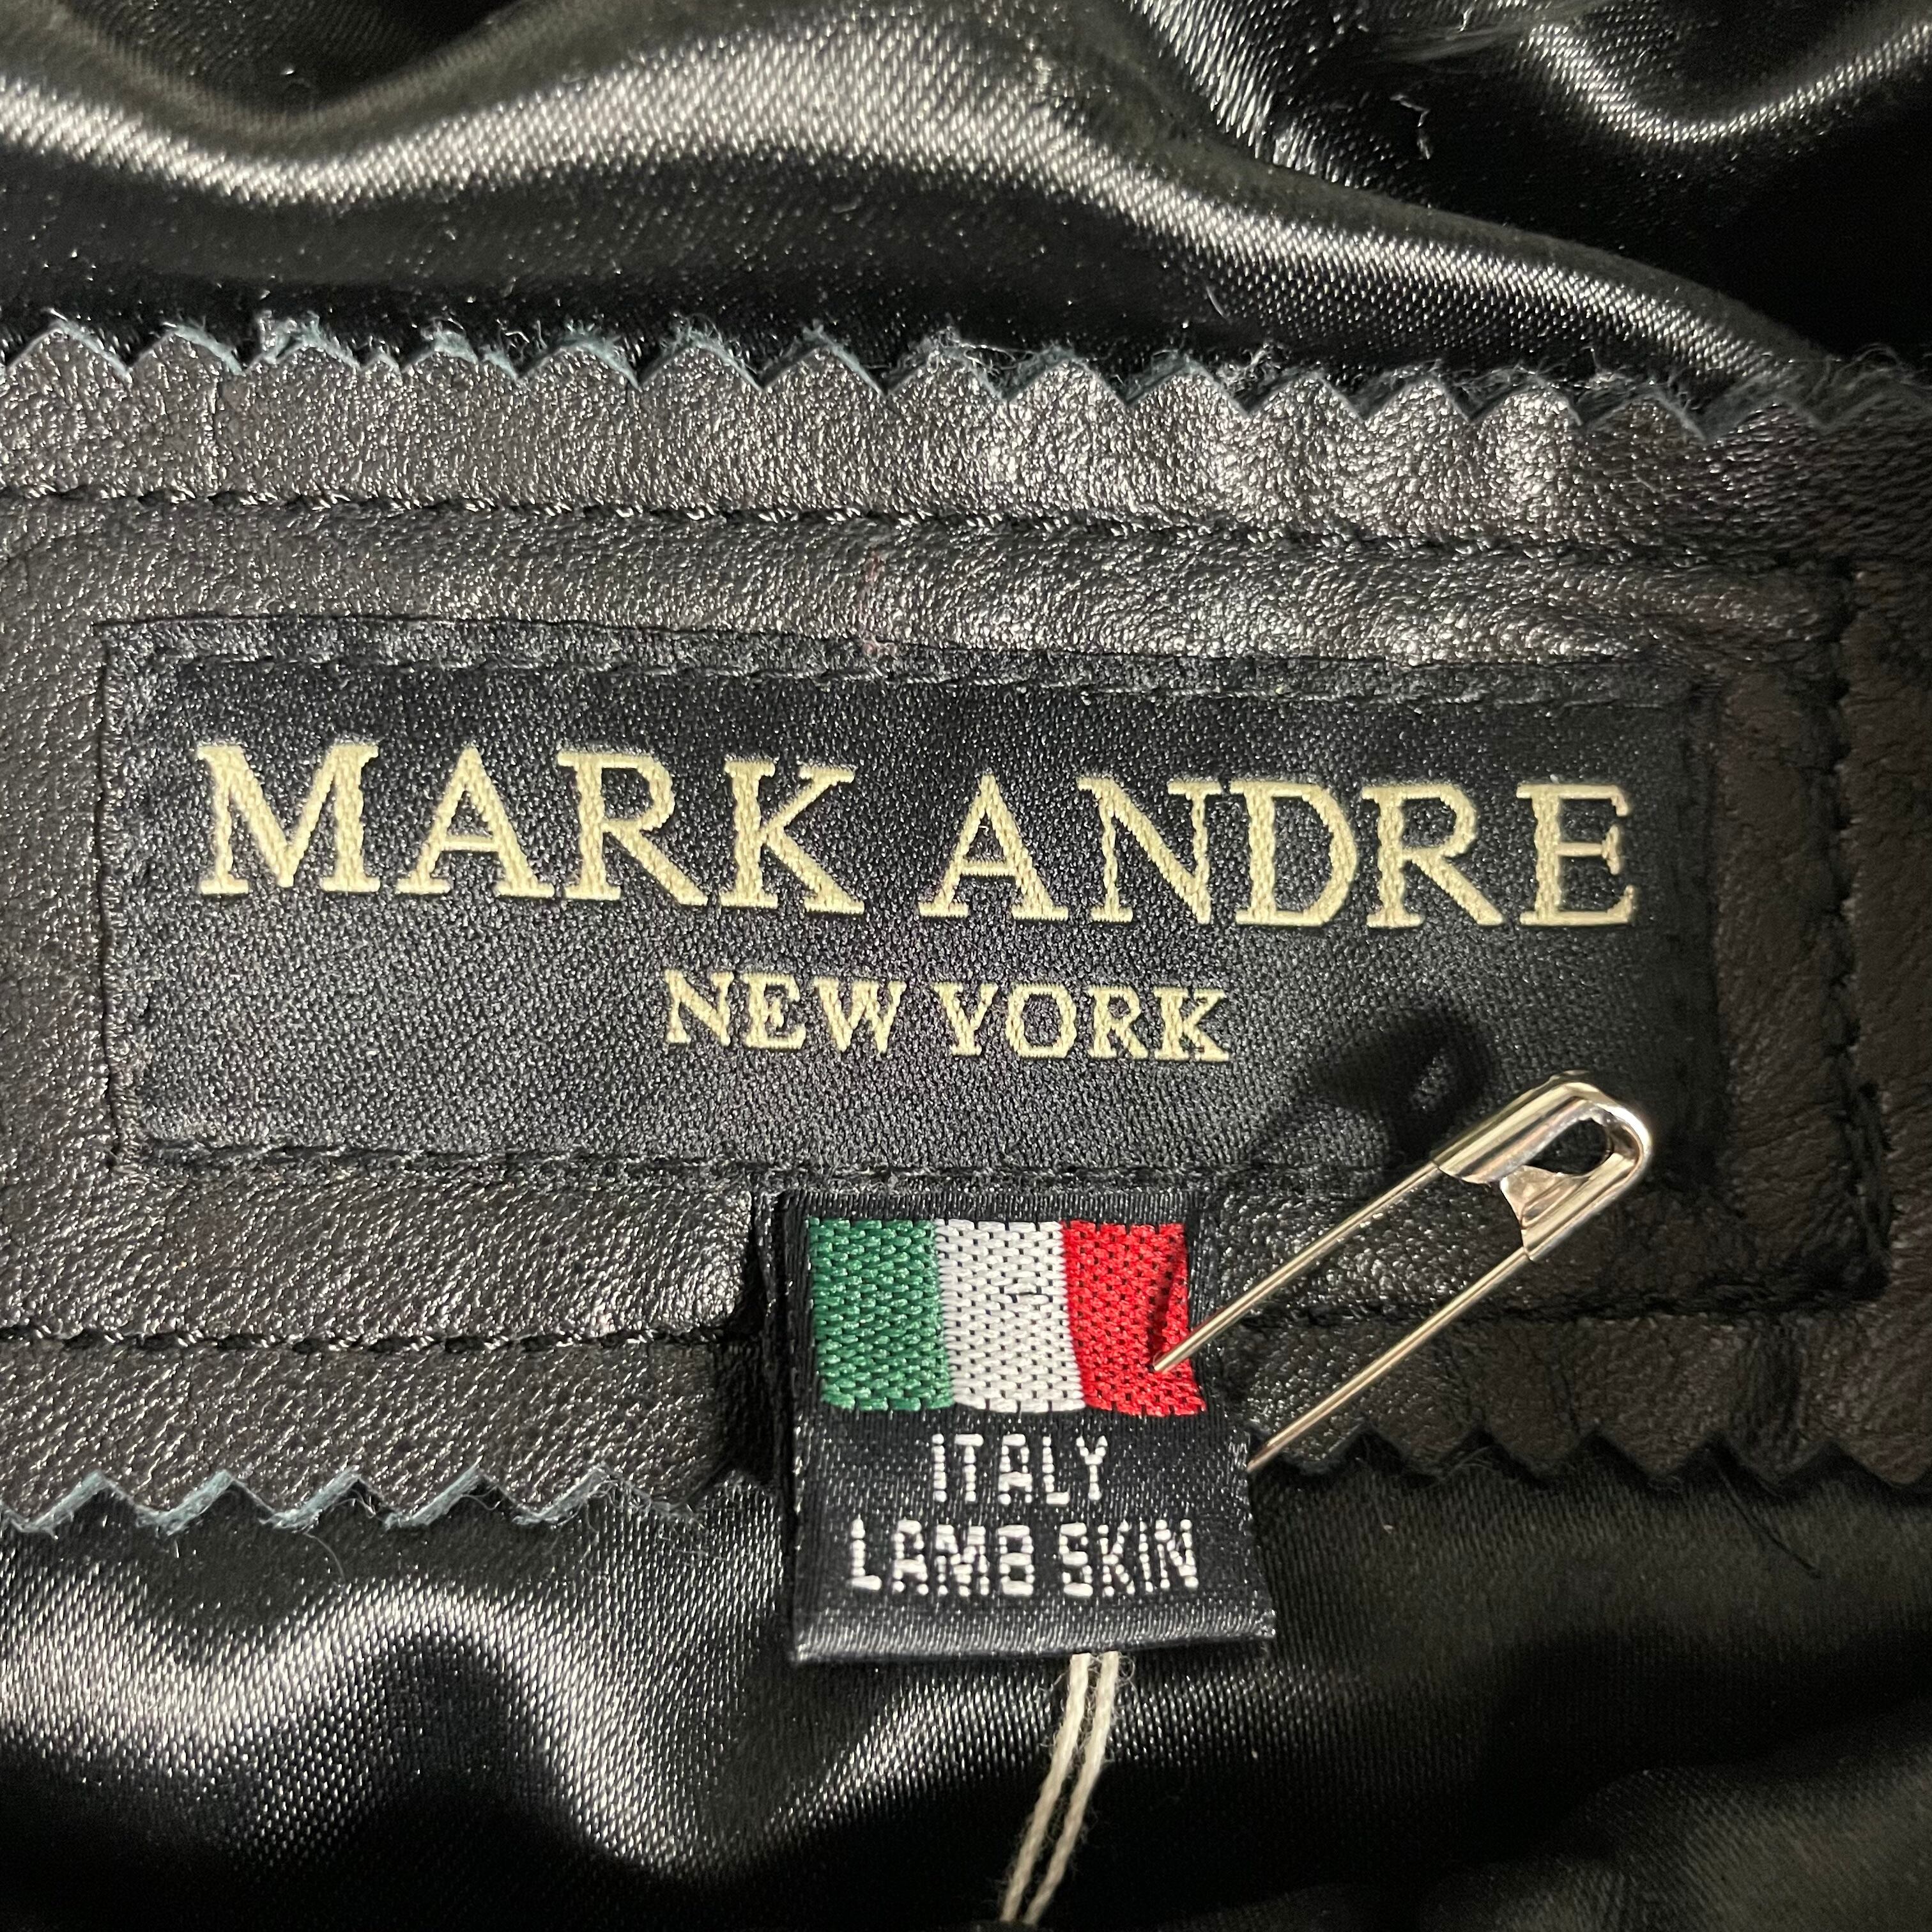 MARK ANDRE
NEW YORK
ITALY
LAMB SKIN